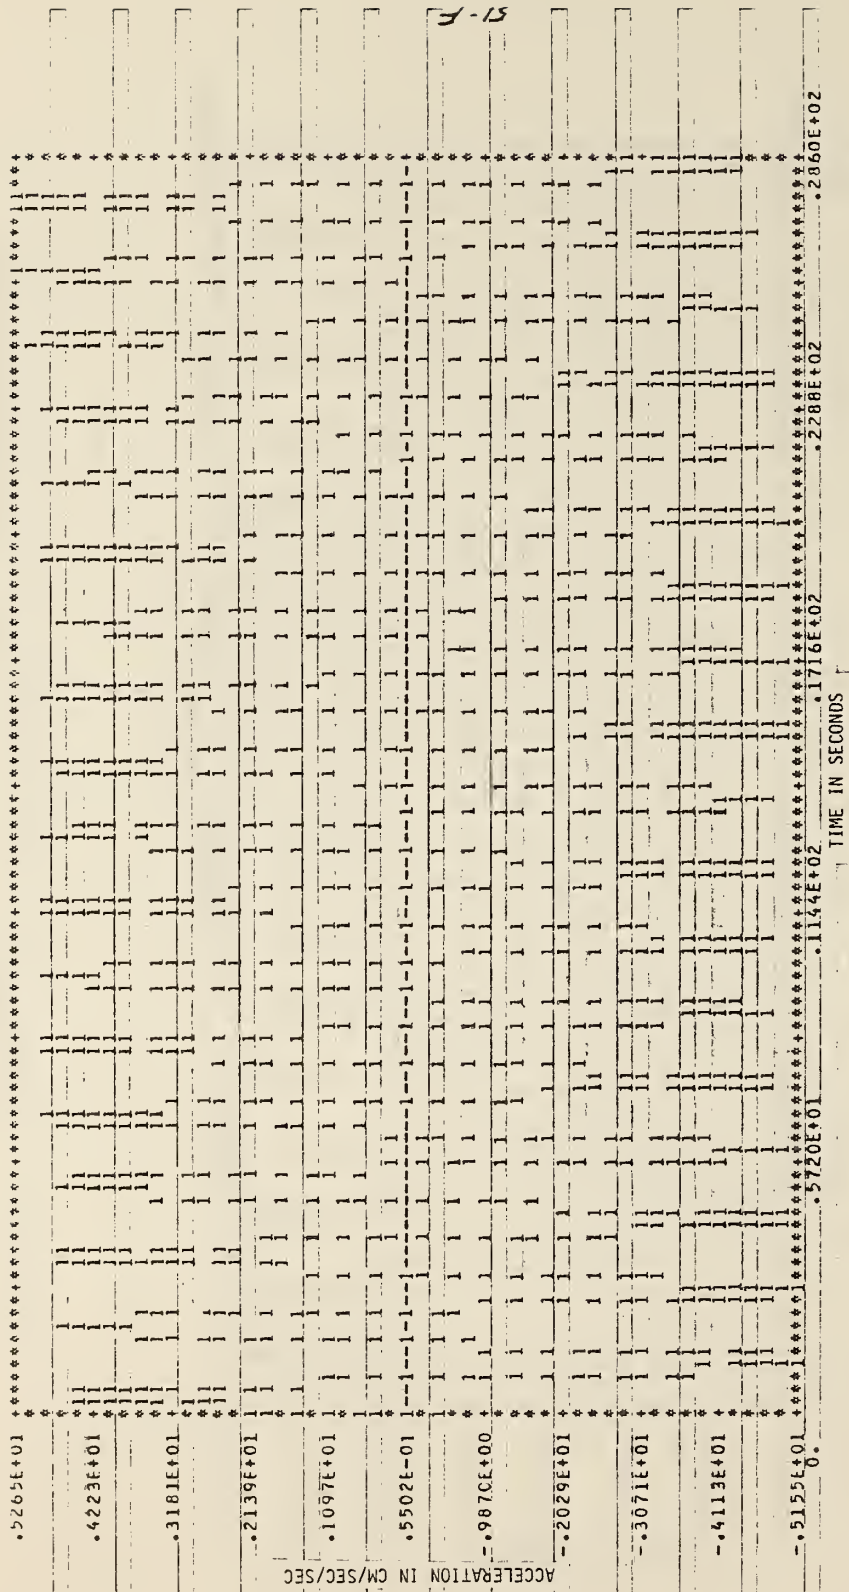 51-F
ACCELERATION IN CM/SEC/SEC
.5265E+01
.4223E+01
.3181E+01
.2139E+01
.1097E+01
.5502E-01
-.9870E+00
-.2029E+01
-.3071E+01
-.4113E+01
-.5155E+01
0. .5720E+01 .1144E+02 .1716E+02 .2288E+02 .2860E+02
TIME IN SECONDS